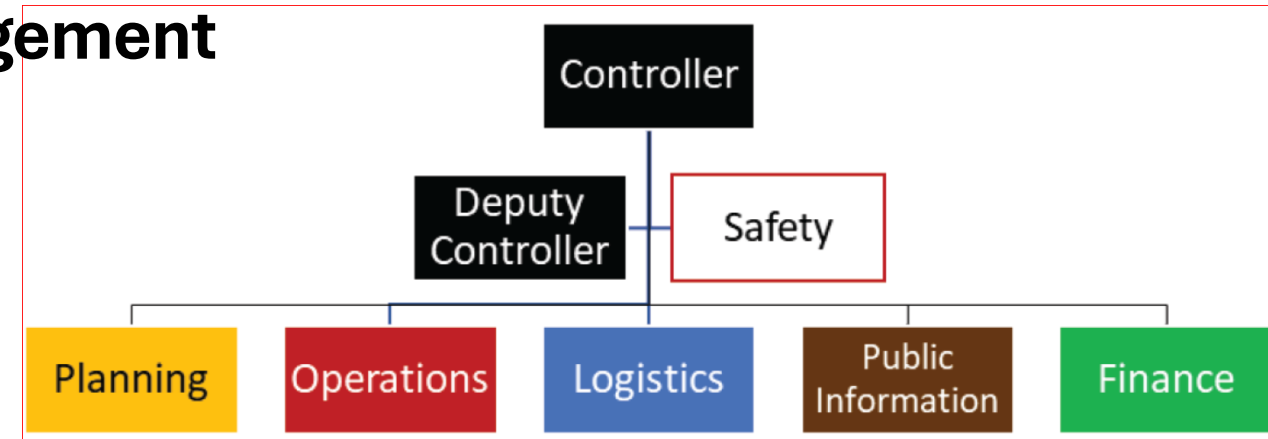 gement
Controller
Deputy
Controller
Safety
Planning
Operations
Logistics
Public
Information
Finance